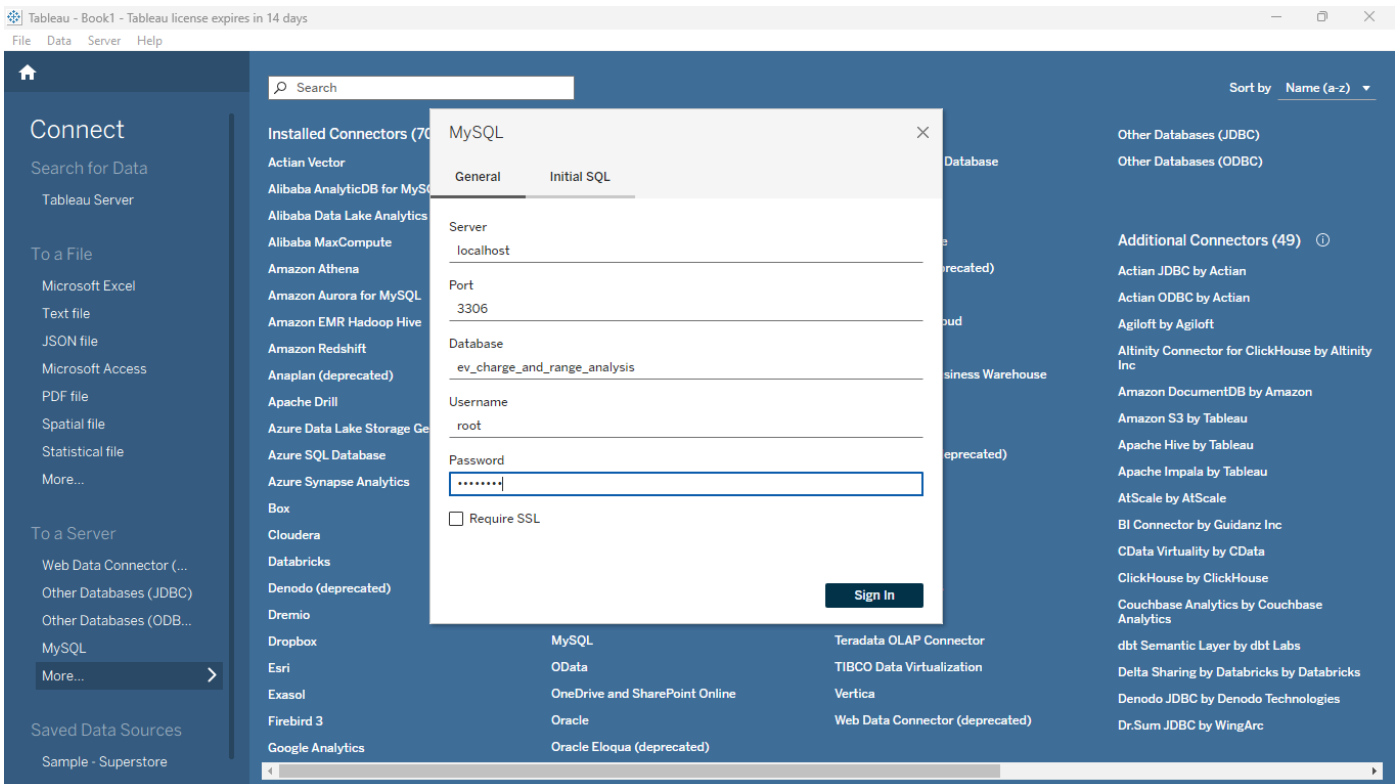 Tableau - Book1 - Tableau license expires in 14 days
File Data Server Help
Connect
Search for Data
Tableau Server
To a File
Microsoft Excel
Text file
JSON file
Microsoft Access
PDF file
Spatial file
Statistical file
More...
To a Server
Web Data Connector (...
Other Databases (JDBC)
Other Databases (ODB...
MySQL
More...
Saved Data Sources
Sample - Superstore
Search
Sort by Name (a-z)
Installed Connectors (70
Actian Vector
Alibaba AnalyticDB for MySQ
Alibaba Data Lake Analytics
Alibaba MaxCompute
Amazon Athena
Amazon Aurora for MySQL
Amazon EMR Hadoop Hive
Amazon Redshift
Anaplan (deprecated)
Apache Drill
Azure Data Lake Storage Ge
Azure SQL Database
Azure Synapse Analytics
Box
Cloudera
Databricks
Denodo (deprecated)
Dremio
Dropbox
Esri
Exasol
Firebird 3
Google Analytics
MySQL
General Initial SQL
Server
localhost
Port
3306
Database
ev_charge_and_range_analysis
Username
root
Password
••••••••
Require SSL
Sign In
MySQL
OData
OneDrive and SharePoint Online
Oracle
Oracle Eloqua (deprecated)
Database
recated)
oud
siness Warehouse
eprecated)
Teradata OLAP Connector
TIBCO Data Virtualization
Vertica
Web Data Connector (deprecated)
Other Databases (JDBC)
Other Databases (ODBC)
Additional Connectors (49)
Actian JDBC by Actian
Actian ODBC by Actian
Agiloft by Agiloft
Altinity Connector for ClickHouse by Altinity
Inc
Amazon DocumentDB by Amazon
Amazon S3 by Tableau
Apache Hive by Tableau
Apache Impala by Tableau
AtScale by AtScale
BI Connector by Guidanz Inc
CData Virtuality by CData
ClickHouse by ClickHouse
Couchbase Analytics by Couchbase
Analytics
dbt Semantic Layer by dbt Labs
Delta Sharing by Databricks by Databricks
Denodo JDBC by Denodo Technologies
Dr.Sum JDBC by WingArc